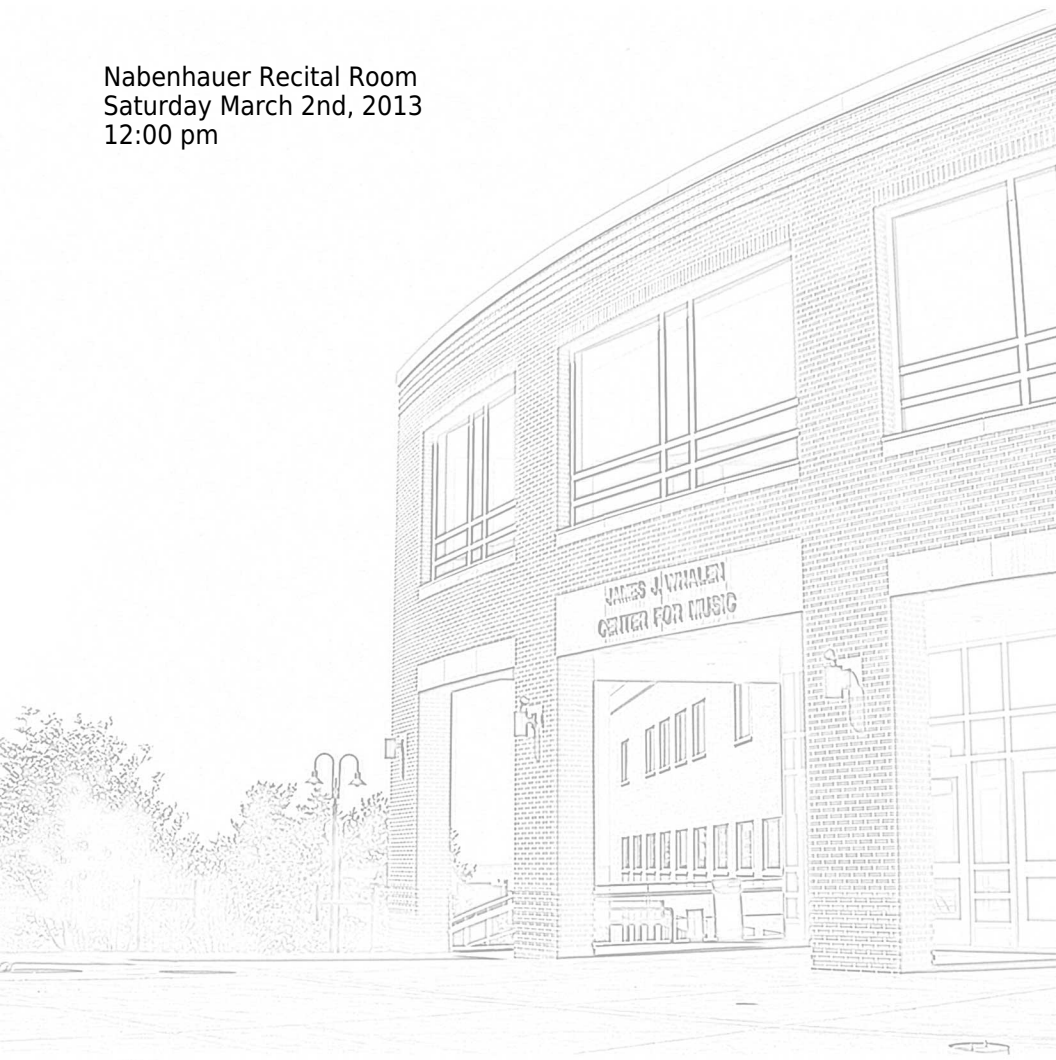 Nabenhauer Recital Room
Saturday March 2nd, 2013
12:00 pm
JAMES J. WHALEN
CENTER FOR MUSIC